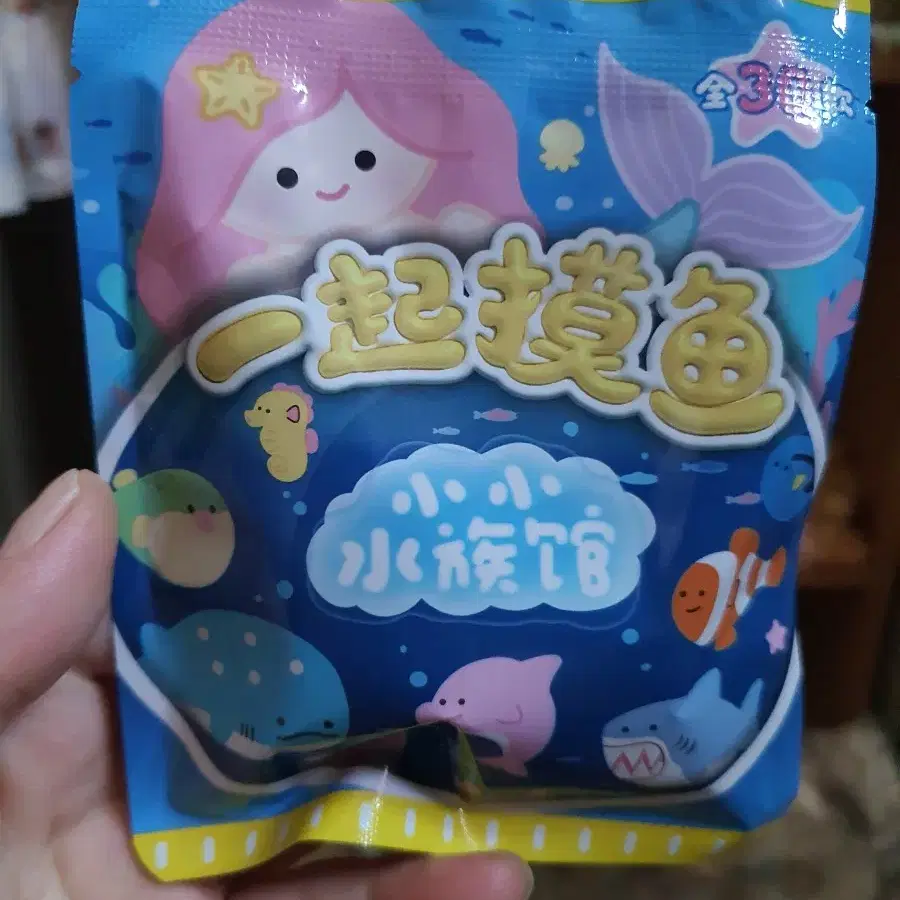 全30款
一起摸鱼
小小
水族馆